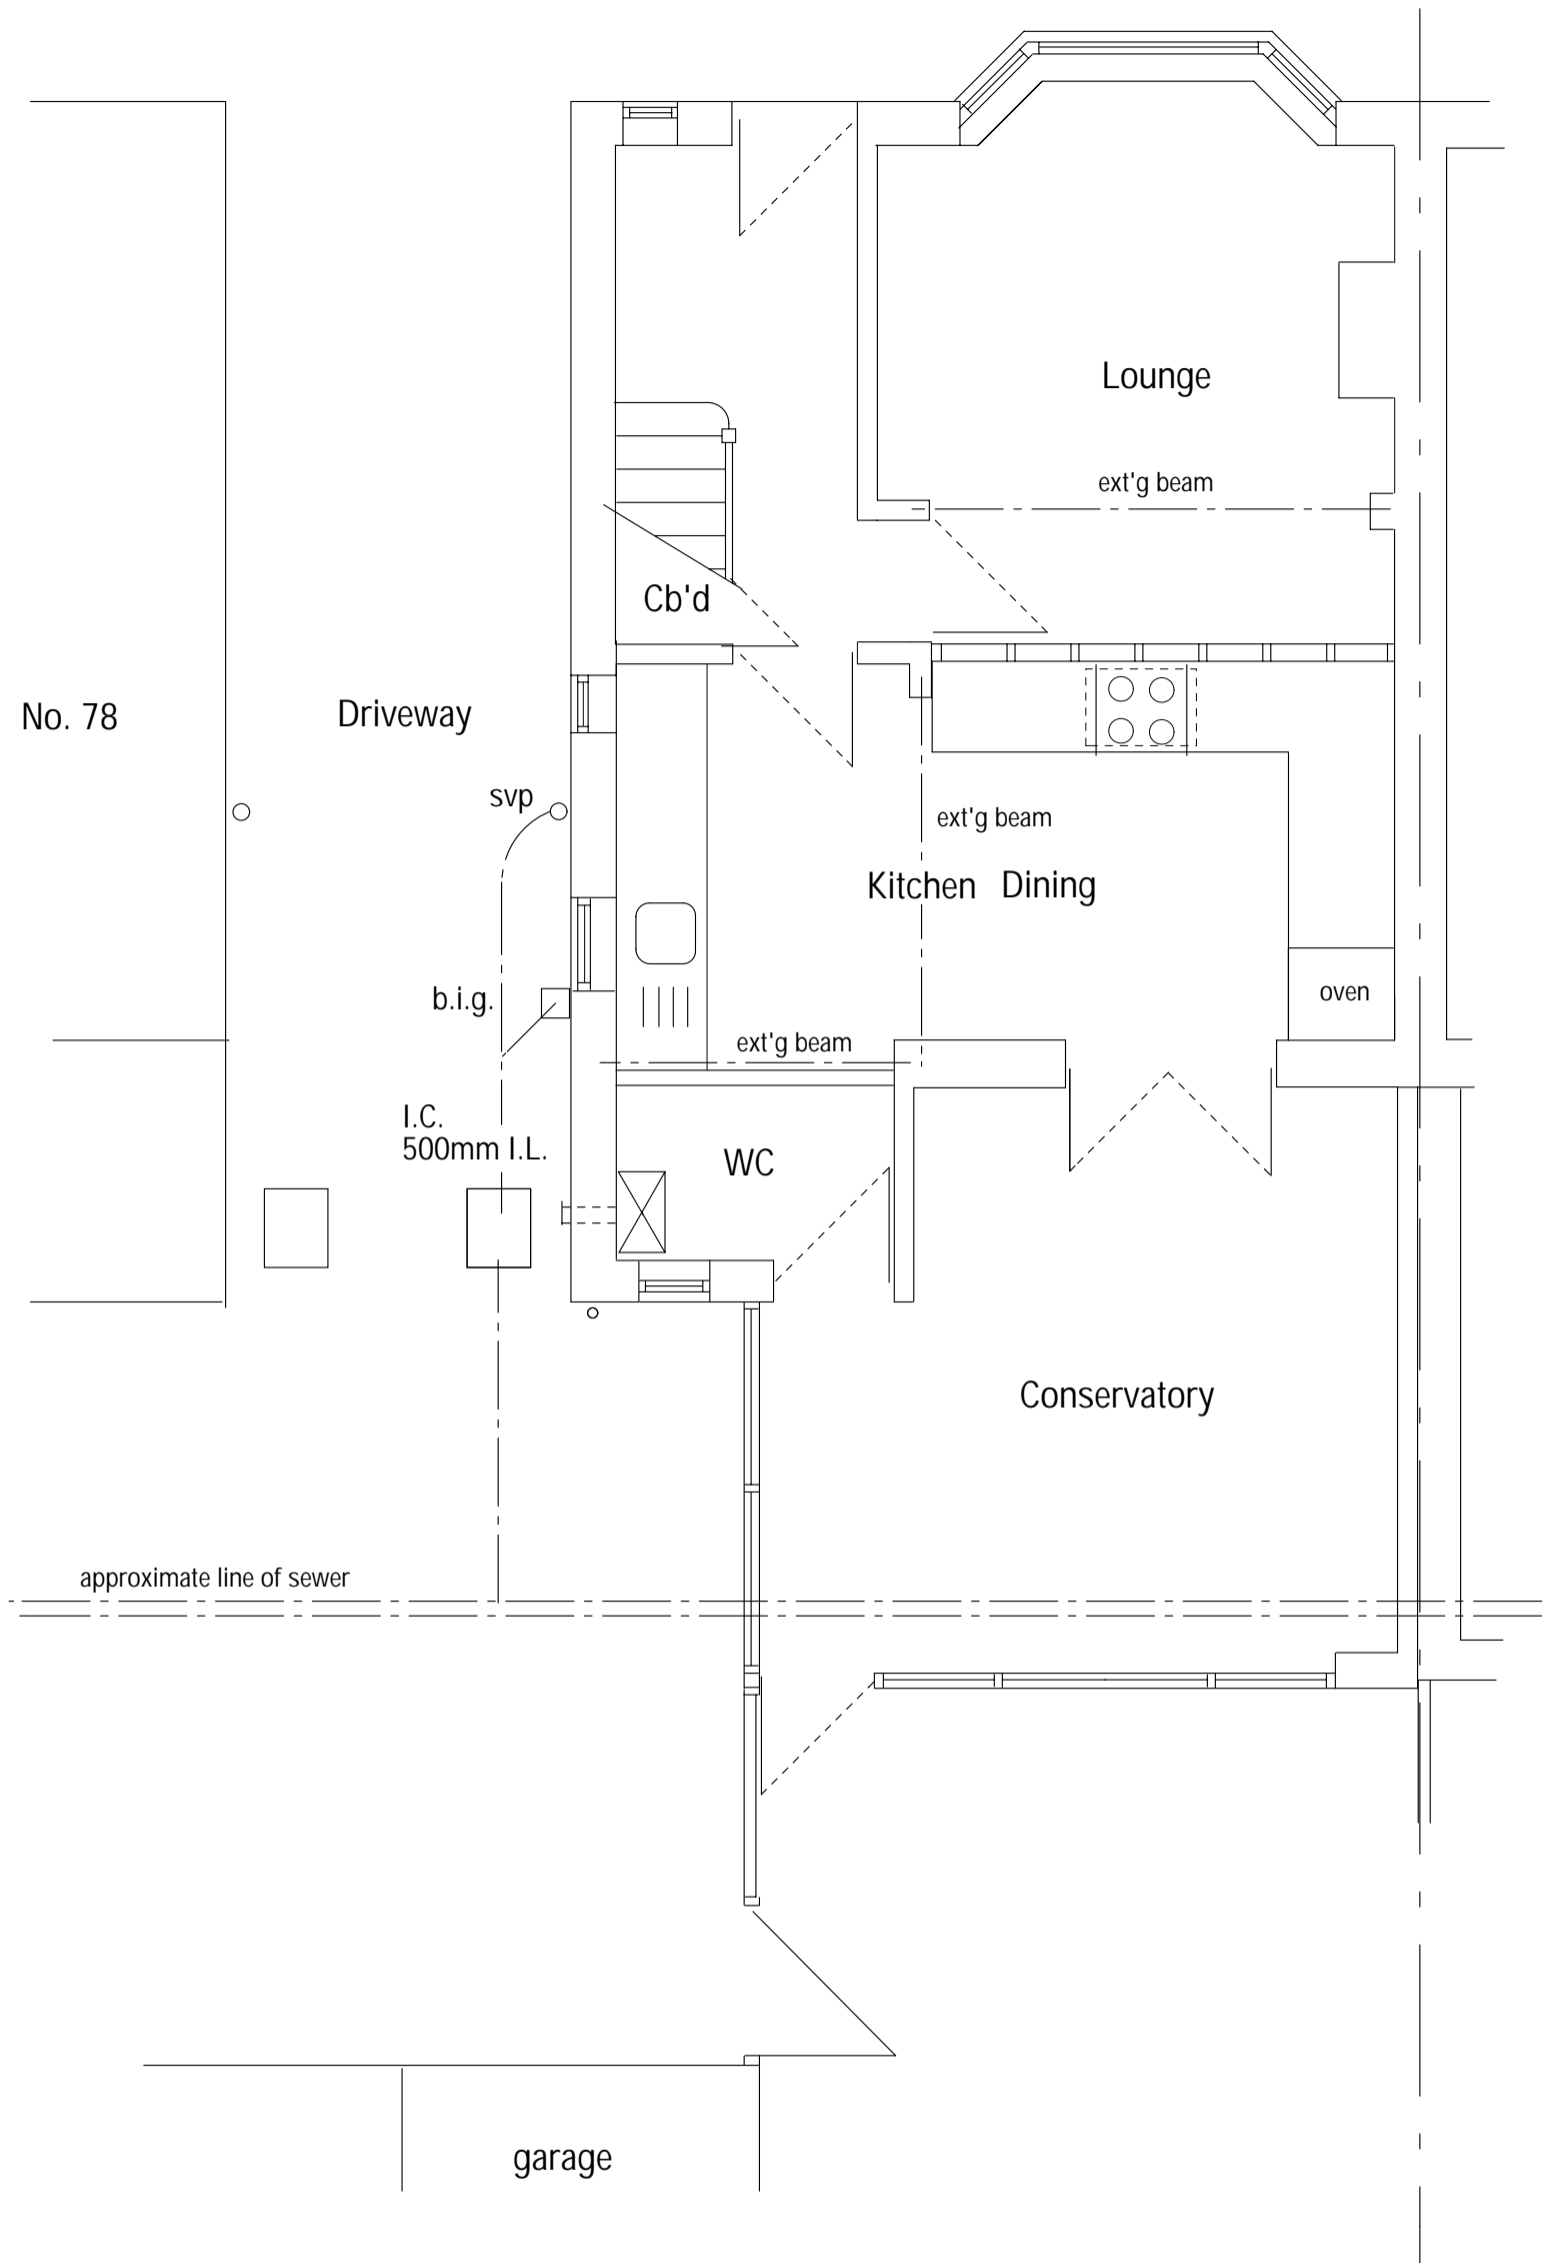 Lounge
ext'g beam
Cb'd
No. 78
Driveway
svp
ext'g beam
Kitchen Dining
b.i.g.
oven
ext'g beam
I.C.
500mm I.L.
WC
Conservatory
approximate line of sewer
garage